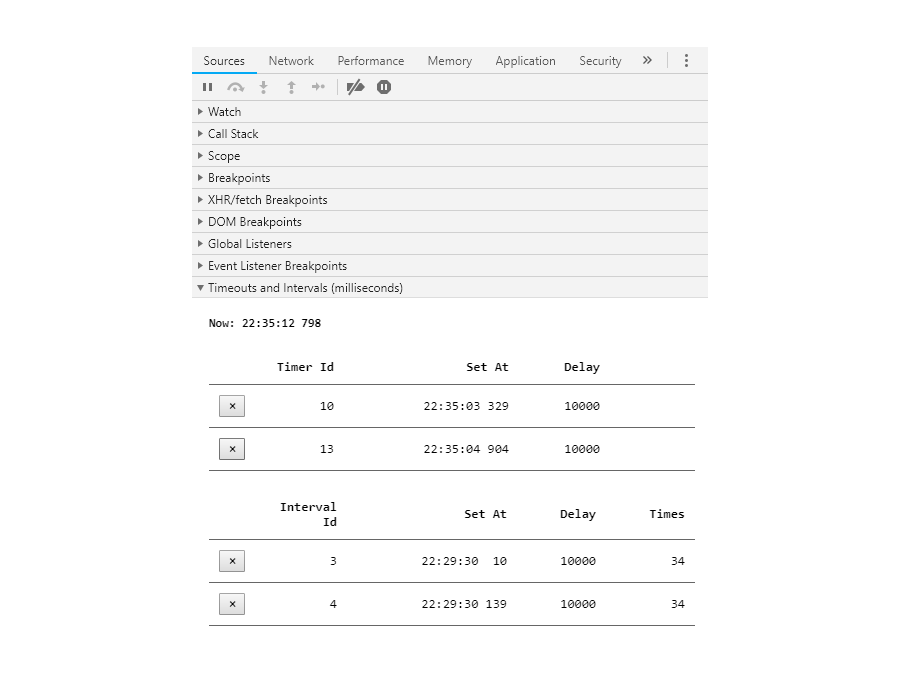 Sources Network Performance Memory Application Security »
Watch
Call Stack
Scope
Breakpoints
XHR/fetch Breakpoints
DOM Breakpoints
Global Listeners
Event Listener Breakpoints
Timeouts and Intervals (milliseconds)
Now: 22:35:12 798
Timer Id Set At Delay
× 10 22:35:03 329 10000
× 13 22:35:04 904 10000
Interval
Id Set At Delay Times
× 3 22:29:30  10 10000 34
× 4 22:29:30 139 10000 34